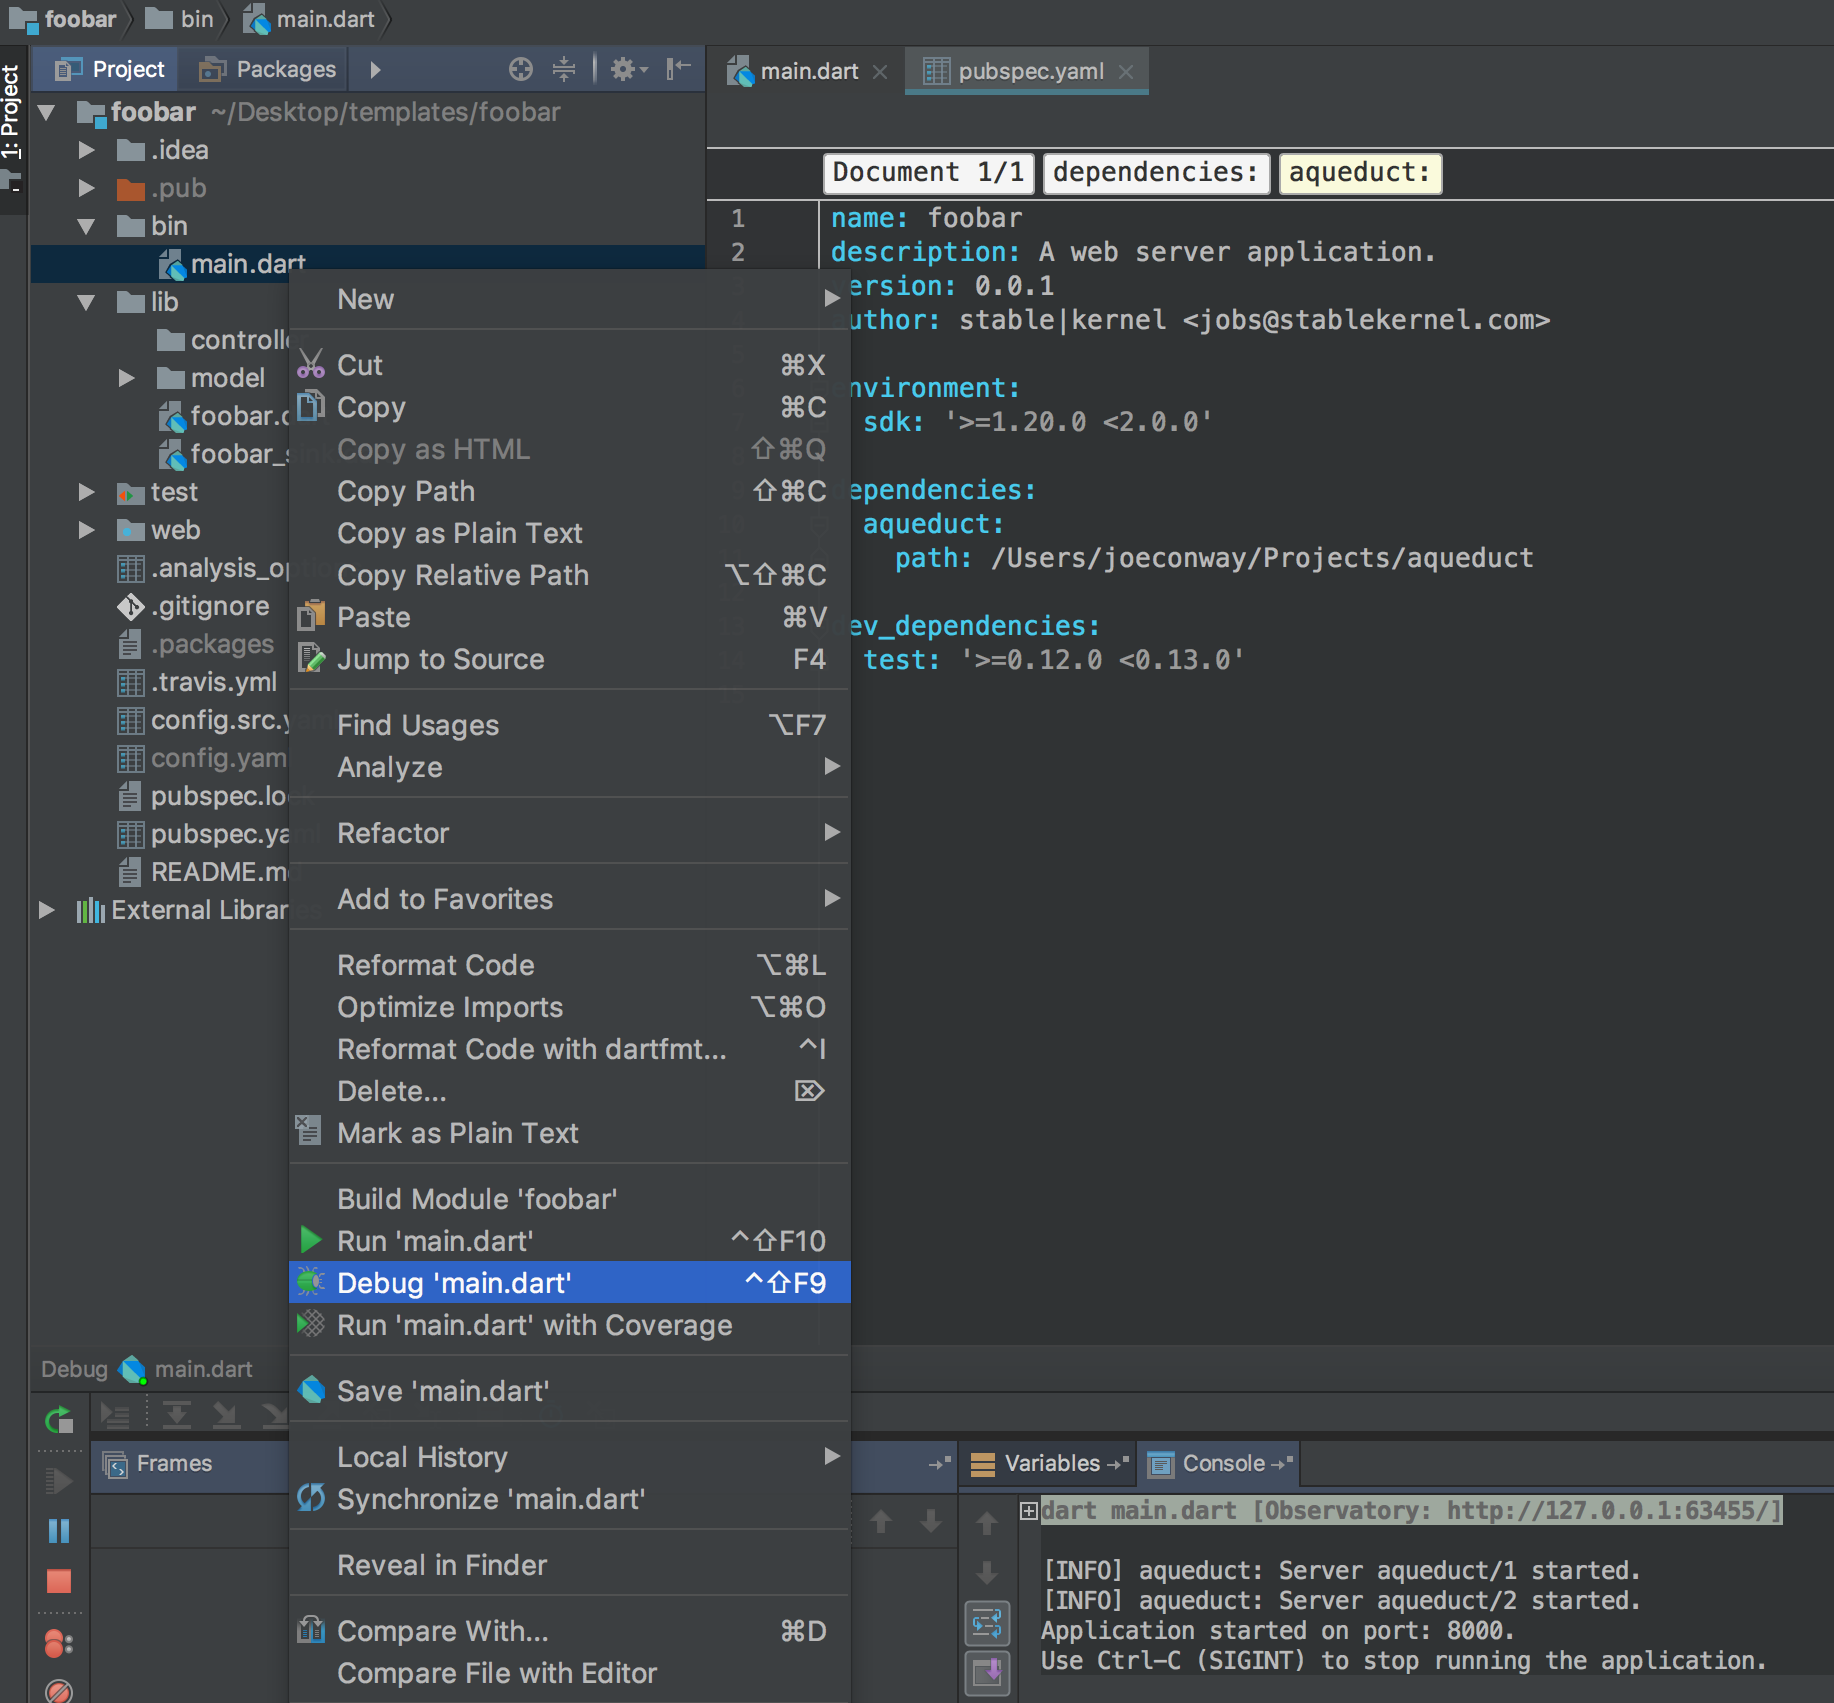 foobar bin main.dart
1: Project
Project Packages
main.dart pubspec.yaml
foobar ~/Desktop/templates/foobar
.idea
.pub
bin
main.dart
lib
controlle
model
foobar.d
foobar_sink
test
web
.analysis_optio
.gitignore
.packages
.travis.yml
config.src.yaml
config.yam
pubspec.loc
pubspec.yaml
README.md
External Libraries
New
Cut ⌘X
Copy ⌘C
Copy as HTML ⇧⌘Q
Copy Path ⇧⌘C
Copy as Plain Text
Copy Relative Path ⌥⇧⌘C
Paste ⌘V
Jump to Source F4
Find Usages ⌥F7
Analyze
Refactor
Add to Favorites
Reformat Code ⌥⌘L
Optimize Imports ⌥⌘O
Reformat Code with dartfmt... ^I
Delete... ⌦
Mark as Plain Text
Build Module 'foobar'
Run 'main.dart' ^⇧F10
Debug 'main.dart' ^⇧F9
Run 'main.dart' with Coverage
Save 'main.dart'
Local History
Synchronize 'main.dart'
Reveal in Finder
Compare With... ⌘D
Compare File with Editor
Document 1/1 dependencies: aqueduct:
1 name: foobar
2 description: A web server application.
ersion: 0.0.1
uthor: stable|kernel <jobs@stablekernel.com>
nvironment:
sdk: '>=1.20.0 <2.0.0'
ependencies:
aqueduct:
path: /Users/joeconway/Projects/aqueduct
ev_dependencies:
test: '>=0.12.0 <0.13.0'
Debug main.dart
Frames
Variables Console
dart main.dart [Observatory: http://127.0.0.1:63455/]
[INFO] aqueduct: Server aqueduct/1 started.
[INFO] aqueduct: Server aqueduct/2 started.
Application started on port: 8000.
Use Ctrl-C (SIGINT) to stop running the application.